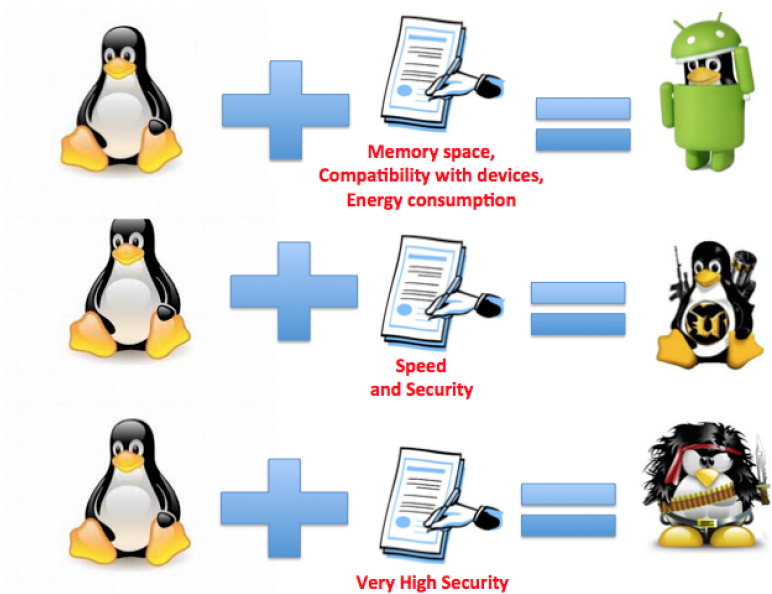 Memory space,
Compatibility with devices,
Energy consumption
Speed
and Security
Very High Security